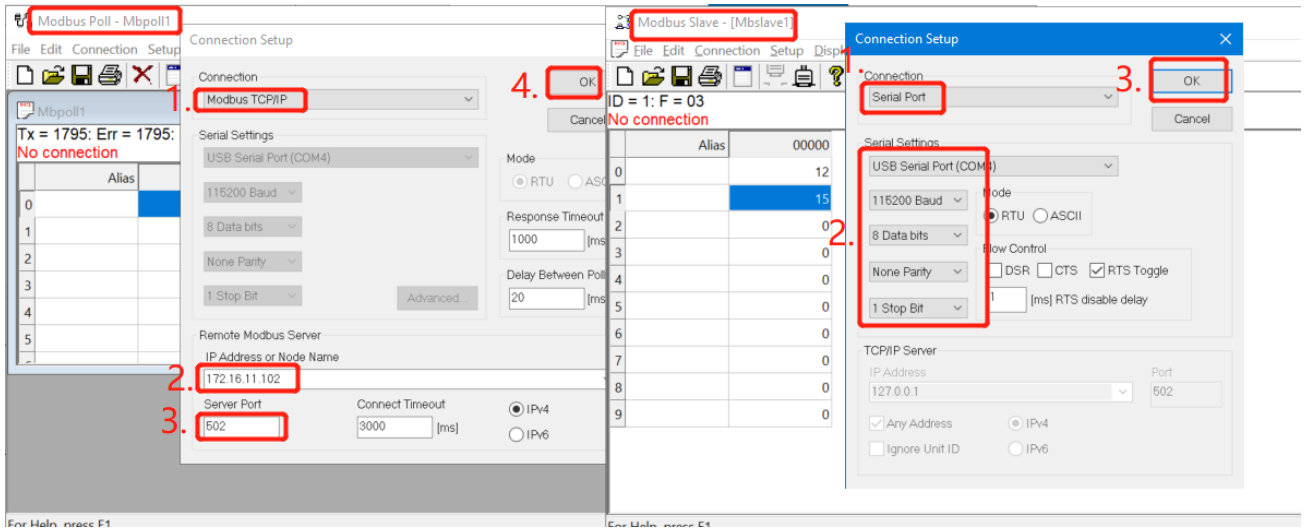 Modbus Poll - Mbpoll1
File Edit Connection Setup
Mbpoll1
Tx = 1795: Err = 1795:
No connection
Alias
0
1
2
3
4
5
Connection Setup
Connection
1.
Modbus TCP/IP
4.
OK
Cancel
Serial Settings
USB Serial Port (COM4)
115200 Baud
8 Data bits
None Parity
1 Stop Bit
Advanced...
Mode
RTU
Response Timeout
1000
[ms]
Delay Between Poll
20
[ms
Remote Modbus Server
IP Address or Node Name
2.
172.16.11.102
Server Port
3.
502
Connect Timeout
3000
[ms]
IPv4
IPv6
For Help, press F1
Modbus Slave - [Mbslave1]
File Edit Connection Setup Displ
ID = 1: F = 03
No connection
Alias 00000
0 12
1 15
2 0
3 0
4 0
5 0
6 0
7 0
8 0
9 0
Connection Setup
1.
Connection
Serial Port
3.
OK
Cancel
Serial Settings
2.
USB Serial Port (COM4)
115200 Baud
8 Data bits
None Parity
1 Stop Bit
Mode
RTU ASCII
Flow Control
DSR CTS RTS Toggle
1
[ms] RTS disable delay
TCP/IP Server
IP Address
127.0.0.1
Port
502
Any Address
IPv4
Ignore Unit ID
IPv6
For Help, press F1